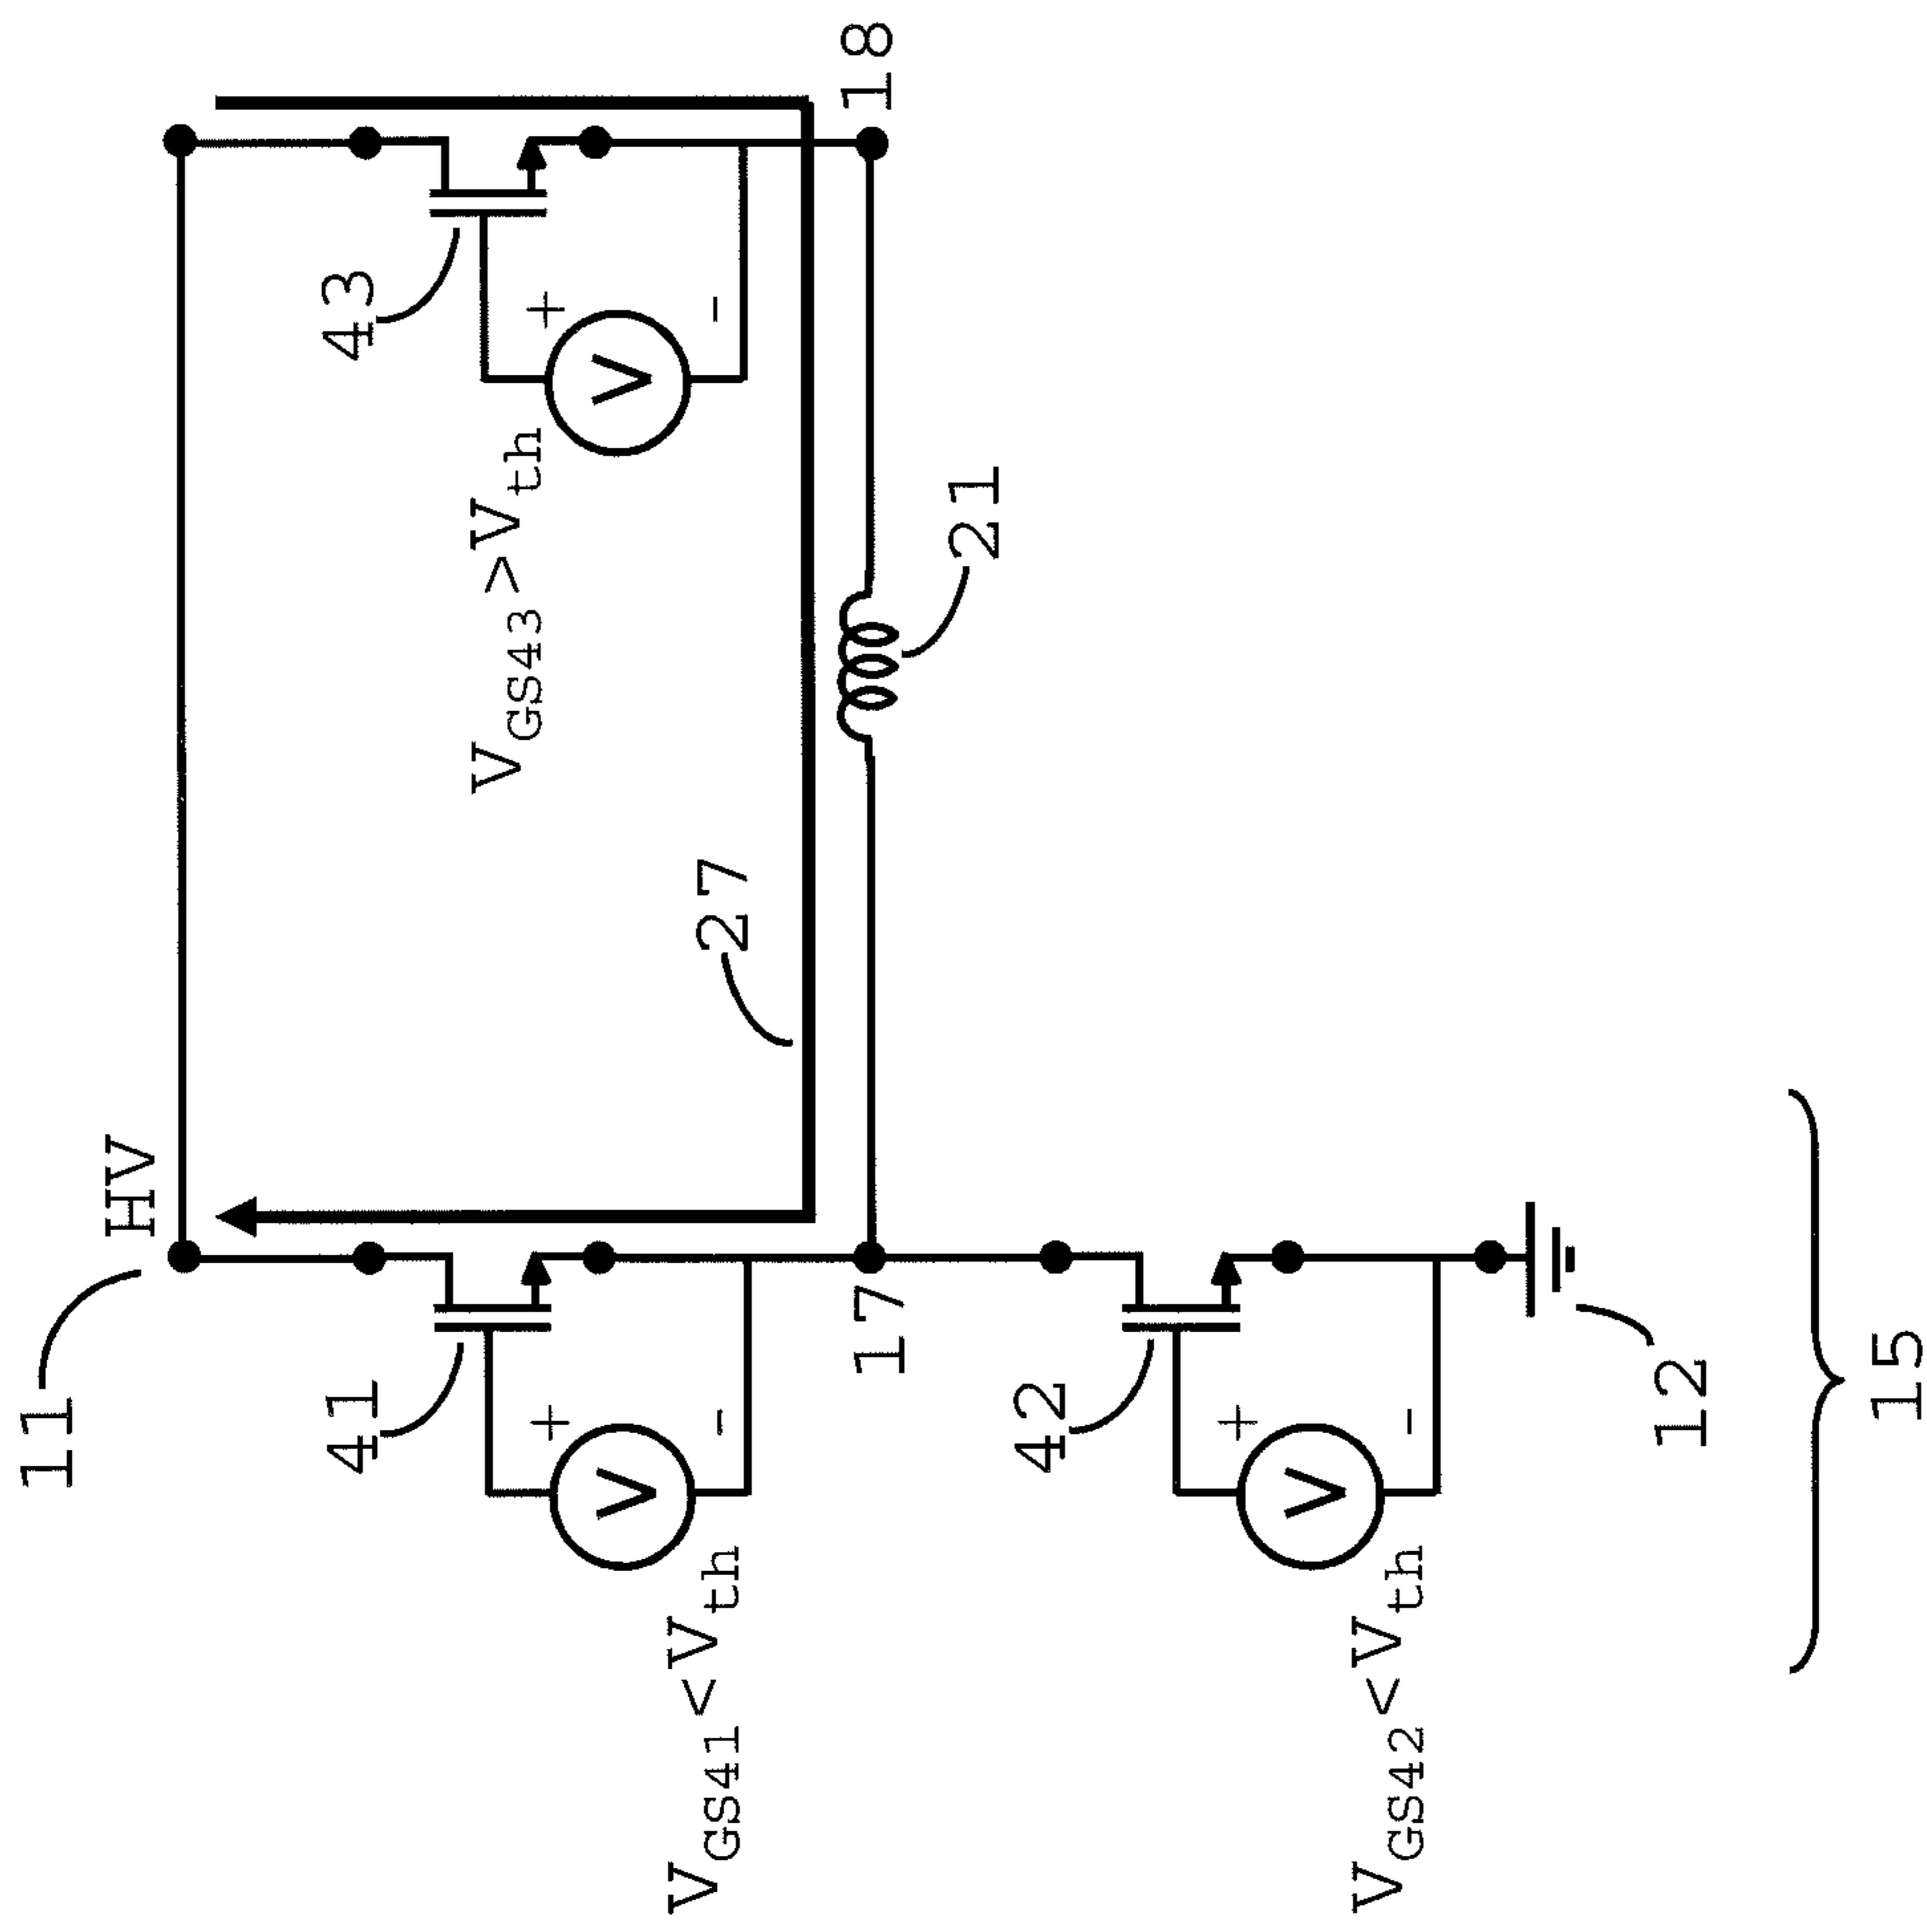 11
HV
41
43
V_GS43>V_th
+
+
V
V
-
-
V_GS41<V_th
27
17
18
21
42
+
V
-
V_GS42<V_th
12
15